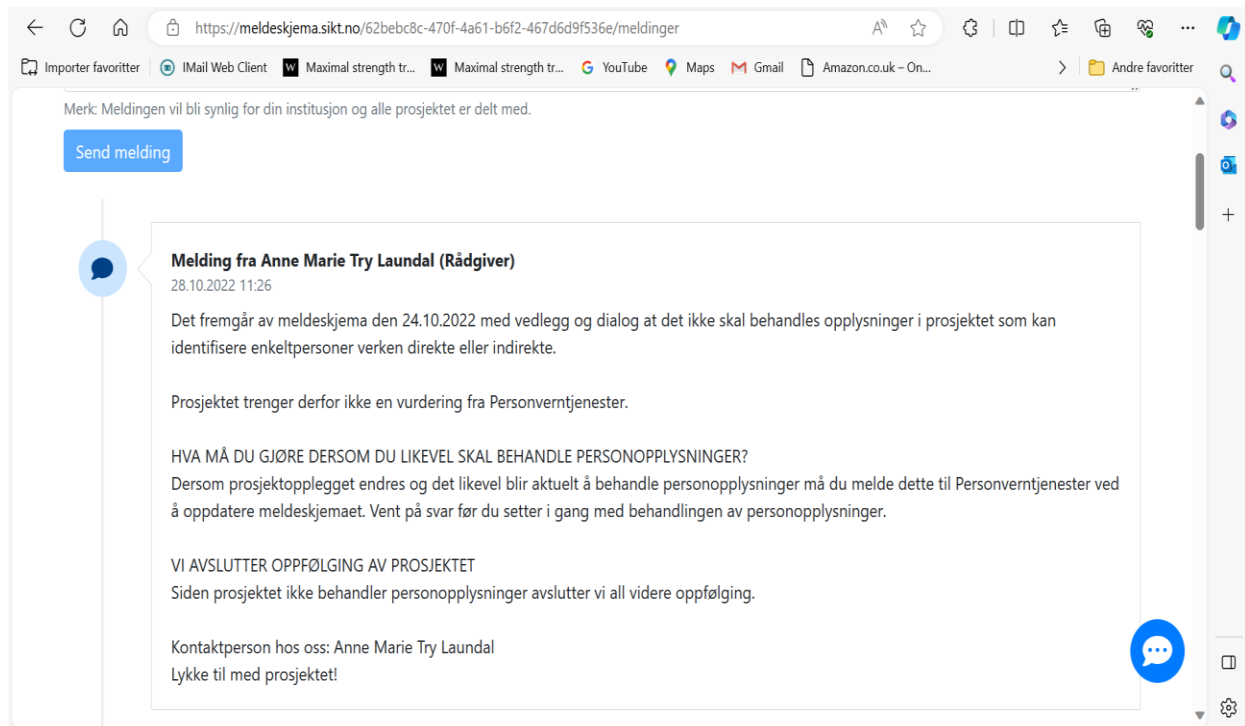 https://meldeskjema.sikt.no/62bebc8c-470f-4a61-b6f2-467d6d9f536e/meldinger
Importer favoritter IMail Web Client Maximal strength tr... Maximal strength tr... YouTube Maps Gmail Amazon.co.uk – On... Andre favoritter
Merk: Meldingen vil bli synlig for din institusjon og alle prosjektet er delt med.
Send melding
Melding fra Anne Marie Try Laundal (Rådgiver)
28.10.2022 11:26
Det fremgår av meldeskjema den 24.10.2022 med vedlegg og dialog at det ikke skal behandles opplysninger i prosjektet som kan
identifisere enkeltpersoner verken direkte eller indirekte.
Prosjektet trenger derfor ikke en vurdering fra Personverntjenester.
HVA MÅ DU GJØRE DERSOM DU LIKEVEL SKAL BEHANDLE PERSONOPPLYSNINGER?
Dersom prosjektopplegget endres og det likevel blir aktuelt å behandle personopplysninger må du melde dette til Personverntjenester ved
å oppdatere meldeskjemaet. Vent på svar før du setter i gang med behandlingen av personopplysninger.
VI AVSLUTTER OPPFØLGING AV PROSJEKTET
Siden prosjektet ikke behandler personopplysninger avslutter vi all videre oppfølging.
Kontaktperson hos oss: Anne Marie Try Laundal
Lykke til med prosjektet!